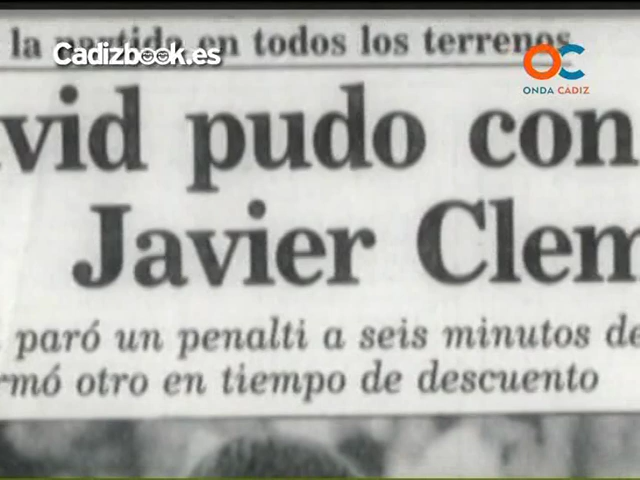 la partida en todos los terrenos
Cadizbook.es
OC
ONDA CADIZ
vid pudo con
Javier Clem
paró un penalti a seis minutos de
rmó otro en tiempo de descuento